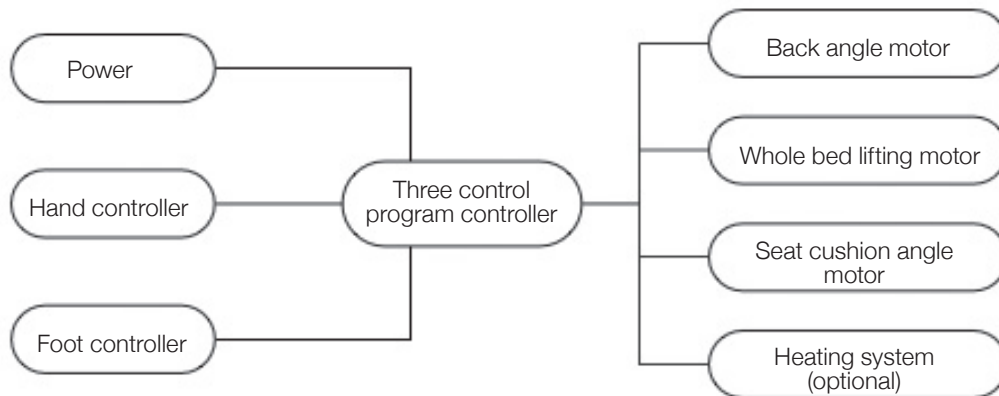 Power
Hand controller
Foot controller
Three control
program controller
Back angle motor
Whole bed lifting motor
Seat cushion angle
motor
Heating system
(optional)